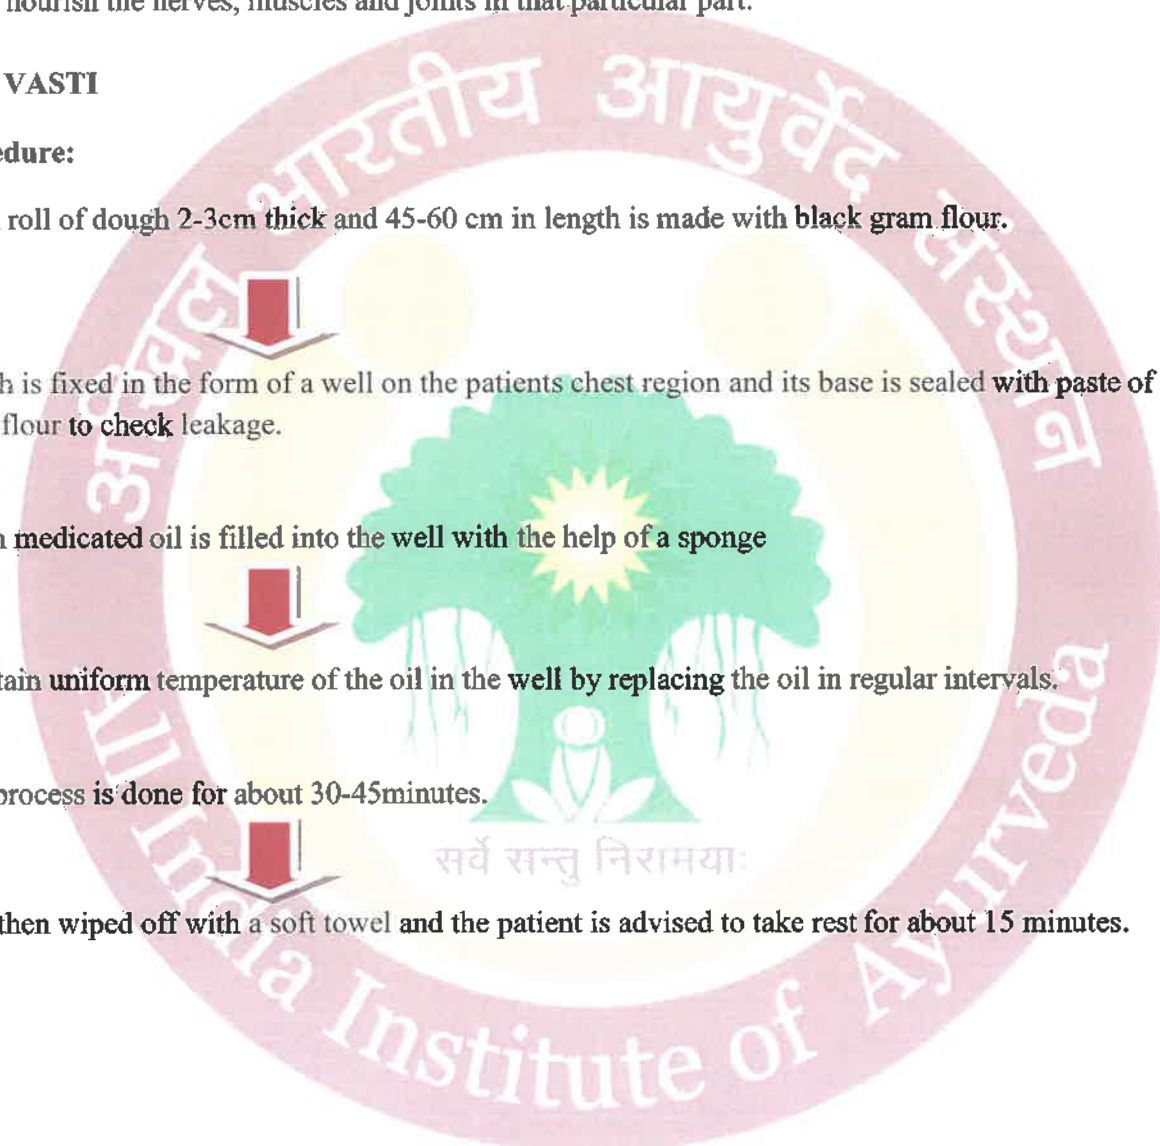 nourish the nerves, muscles and joints in that particular part.
VASTI
edure:
roll of dough 2-3cm thick and 45-60 cm in length is made with black gram flour.
h is fixed in the form of a well on the patients chest region and its base is sealed with paste of
flour to check leakage.
n medicated oil is filled into the well with the help of a sponge
tain uniform temperature of the oil in the well by replacing the oil in regular intervals.
process is done for about 30-45minutes.
then wiped off with a soft towel and the patient is advised to take rest for about 15 minutes.
अखिल भारतीय आयुर्वेद संस्थान
सर्वे सन्तु निरामयाः
All India Institute of Ayurveda